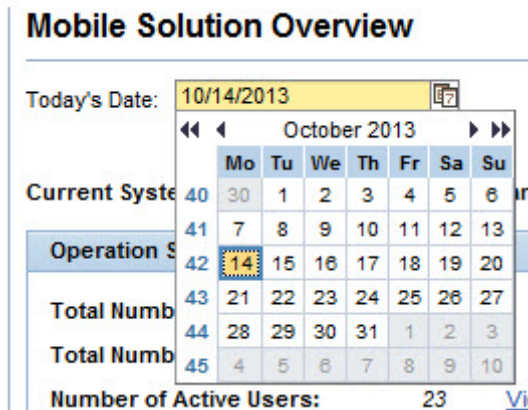 Mobile Solution Overview
Today's Date: 10/14/2013
October 2013
Mo Tu We Th Fr Sa Su
40 30 1 2 3 4 5 6
41 7 8 9 10 11 12 13
42 14 15 16 17 18 19 20
43 21 22 23 24 25 26 27
44 28 29 30 31 1 2 3
45 4 5 6 7 8 9 10
Current Syste
Operation S
Total Numb
Total Numb
Number of Active Users: 23 Vi